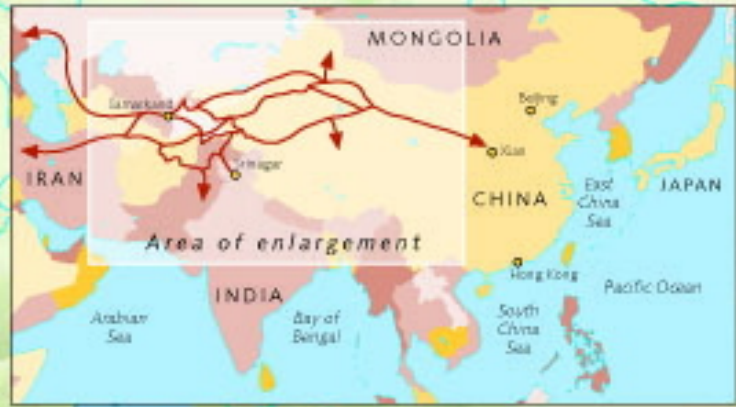 MONGOLIA
Samarkand
Beijing
Xian
Srinagar
IRAN
CHINA
East
China
Sea
JAPAN
Area of enlargement
Hong Kong
INDIA
Pacific Ocean
Arabian
Sea
Bay of
Bengal
South
China
Sea